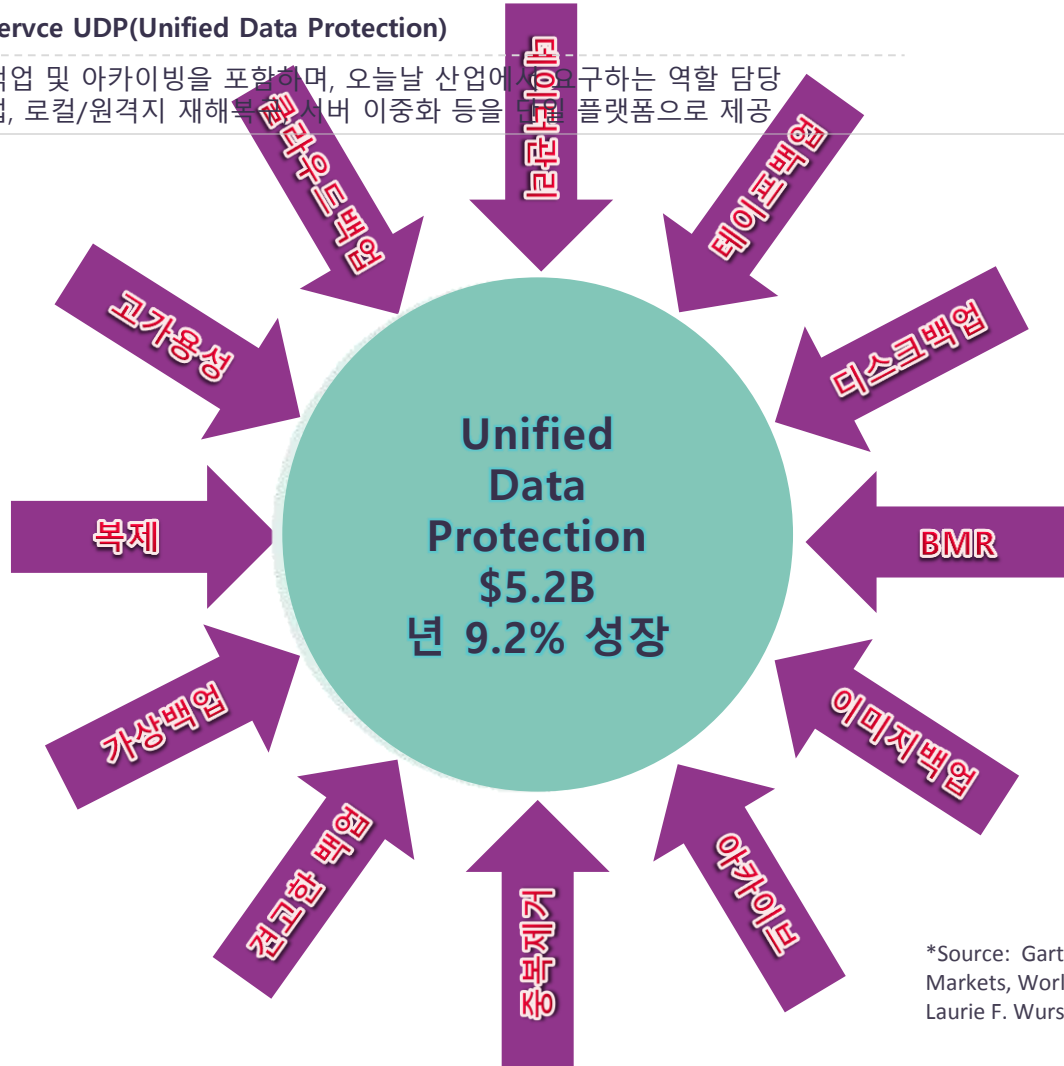 ervce UDP(Unified Data Protection)
백업 및 아카이빙을 포함하며, 오늘날 산업에서 요구하는 역할 담당
로컬/원격지 재해복구, 서버 이중화 등을 단일 플랫폼으로 제공
데이터관리
클라우드백업
테이프백업
고가용성
디스크백업
복제
Unified
Data
Protection
$5.2B
년 9.2% 성장
BMR
가상백업
이미지백업
견고한 백업
중복제거
아카이브
*Source: Gart
Markets, Worl
Laurie F. Wurs